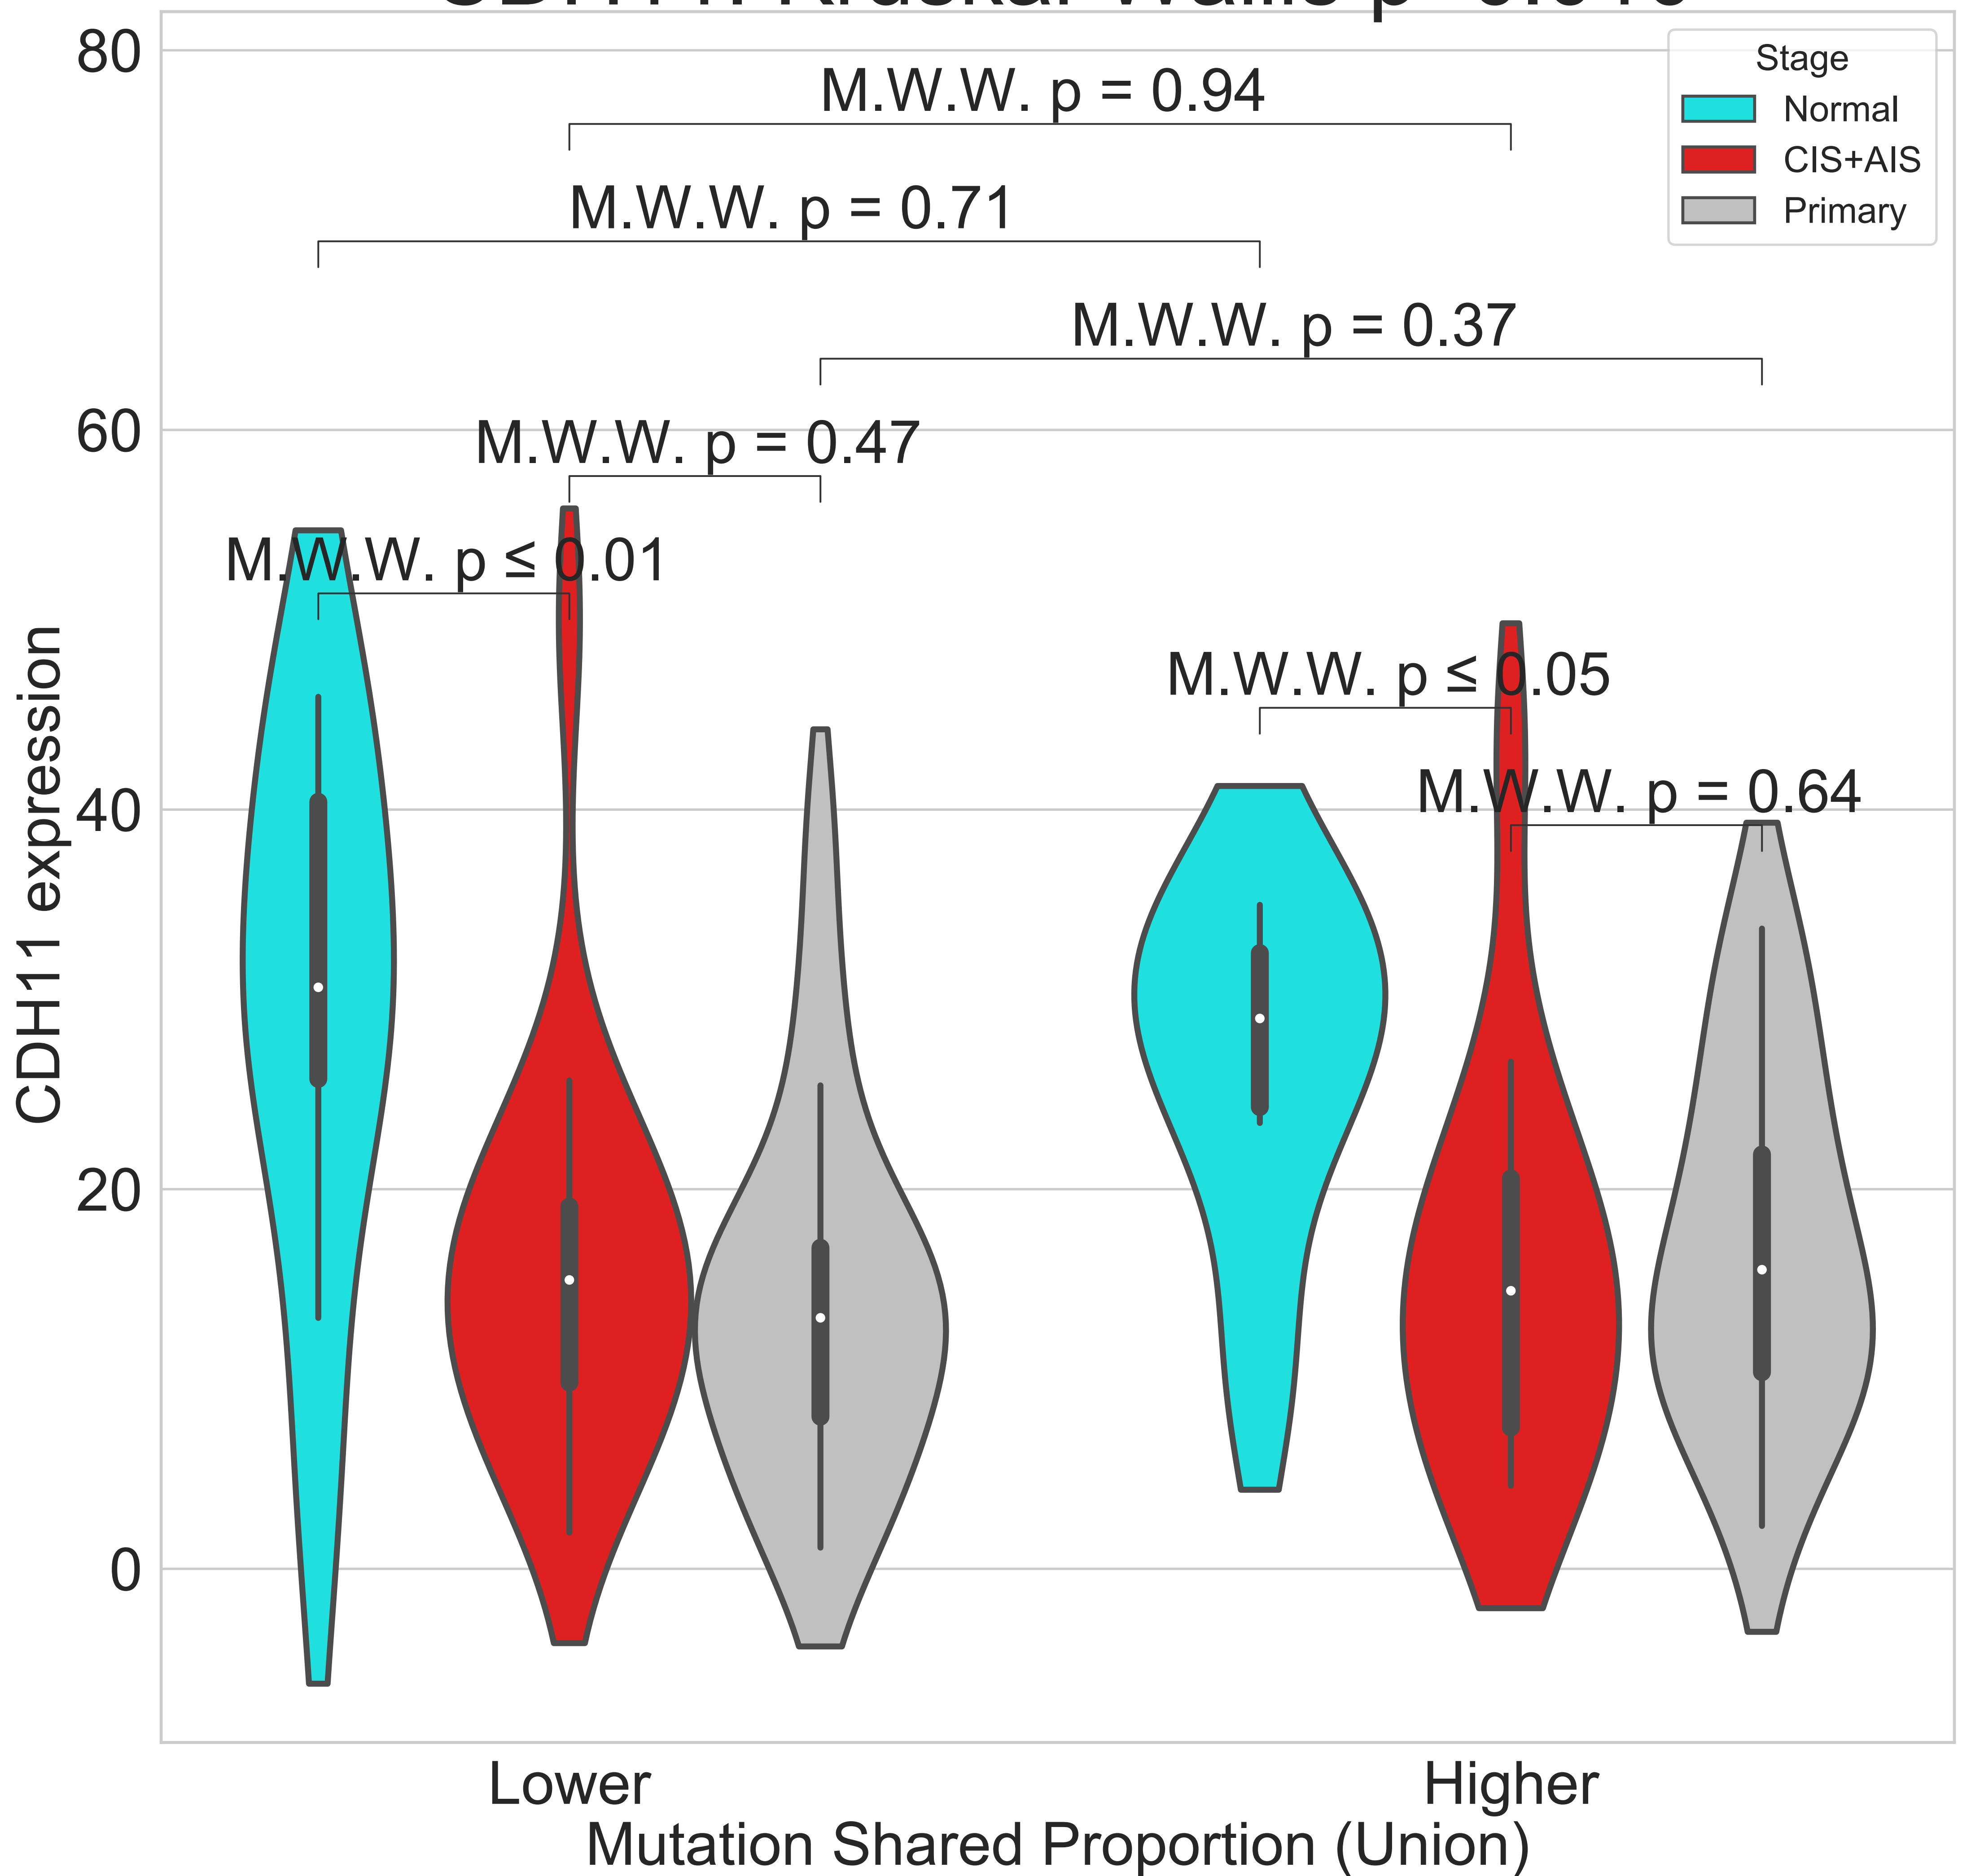 80
Stage
Normal
CIS+AIS
Primary
M.W.W. p = 0.94
M.W.W. p = 0.71
M.W.W. p = 0.37
60
M.W.W. p = 0.47
M.W.W. p ≤ 0.01
M.W.W. p ≤ 0.05
M.W.W. p = 0.64
40
20
0
CDH11 expression
Lower
Higher
Mutation Shared Proportion (Union)